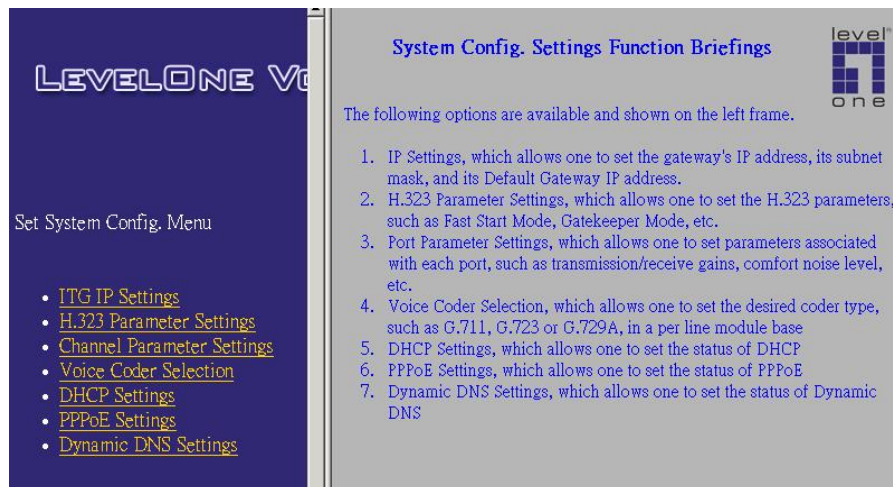 LEVELONE
Set System Config. Menu
• ITG IP Settings
• H.323 Parameter Settings
• Channel Parameter Settings
• Voice Coder Selection
• DHCP Settings
• PPPoE Settings
• Dynamic DNS Settings
System Config. Settings Function Briefings
level
one
The following options are available and shown on the left frame.
1. IP Settings, which allows one to set the gateway's IP address, its subnet
mask, and its Default Gateway IP address.
2. H.323 Parameter Settings, which allows one to set the H.323 parameters,
such as Fast Start Mode, Gatekeeper Mode, etc.
3. Port Parameter Settings, which allows one to set parameters associated
with each port, such as transmission/receive gains, comfort noise level,
etc.
4. Voice Coder Selection, which allows one to set the desired coder type,
such as G.711, G.723 or G.729A, in a per line module base
5. DHCP Settings, which allows one to set the status of DHCP
6. PPPoE Settings, which allows one to set the status of PPPoE
7. Dynamic DNS Settings, which allows one to set the status of Dynamic
DNS